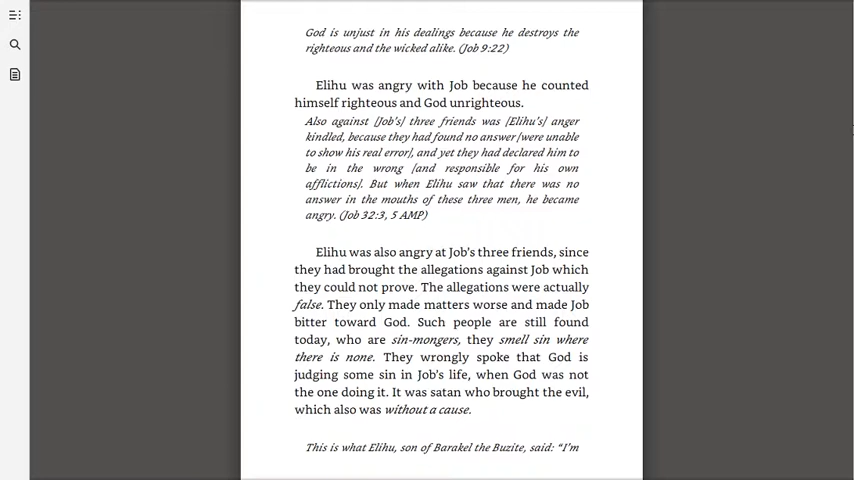 God is unjust in his dealings because he destroys the
righteous and the wicked alike. (Job 9:22)
Elihu was angry with Job because he counted
himself righteous and God unrighteous.
Also against [Job's] three friends was [Elihu's] anger
kindled, because they had found no answer [were unable
to show his real error], and yet they had declared him to
be in the wrong [and responsible for his own
afflictions]. But when Elihu saw that there was no
answer in the mouths of these three men, he became
angry. (Job 32:3, 5 AMP)
Elihu was also angry at Job's three friends, since
they had brought the allegations against Job which
they could not prove. The allegations were actually
false. They only made matters worse and made Job
bitter toward God. Such people are still found
today, who are sin-mongers, they smell sin where
there is none. They wrongly spoke that God is
judging some sin in Job's life, when God was not
the one doing it. It was satan who brought the evil,
which also was without a cause.
This is what Elihu, son of Barakel the Buzite, said: “I'm